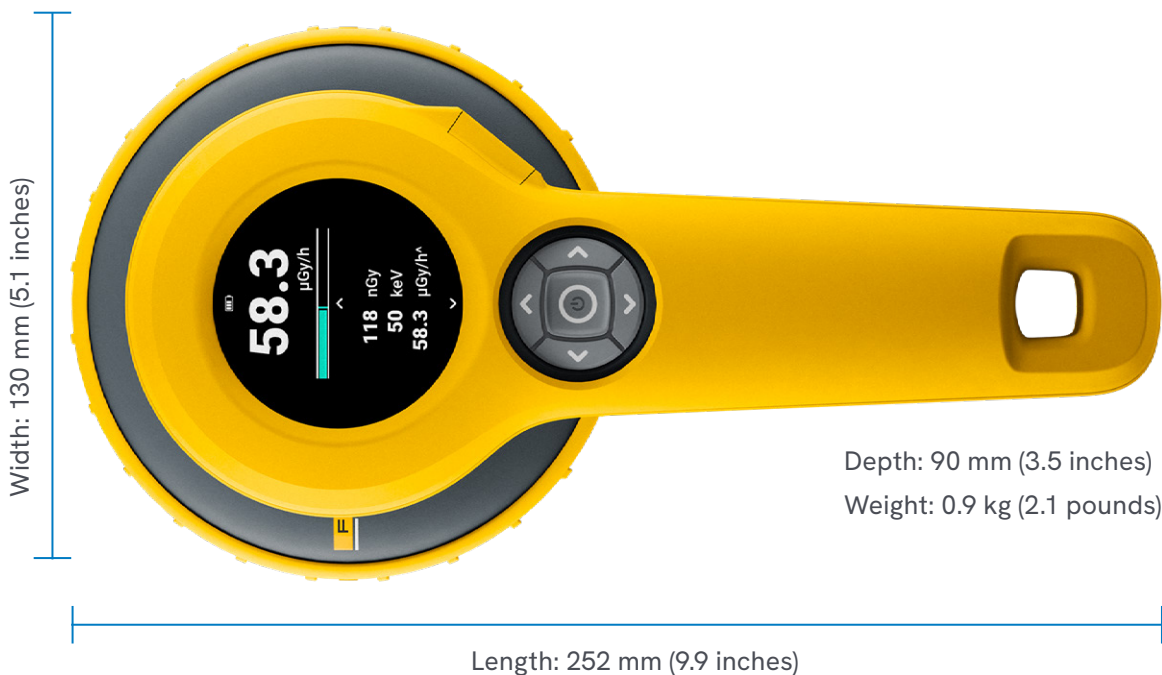 Width: 130 mm (5.1 inches)
58.3
µGy/h
118 nGy
50 keV
58.3 µGy/h^
F
Depth: 90 mm (3.5 inches)
Weight: 0.9 kg (2.1 pounds)
Length: 252 mm (9.9 inches)